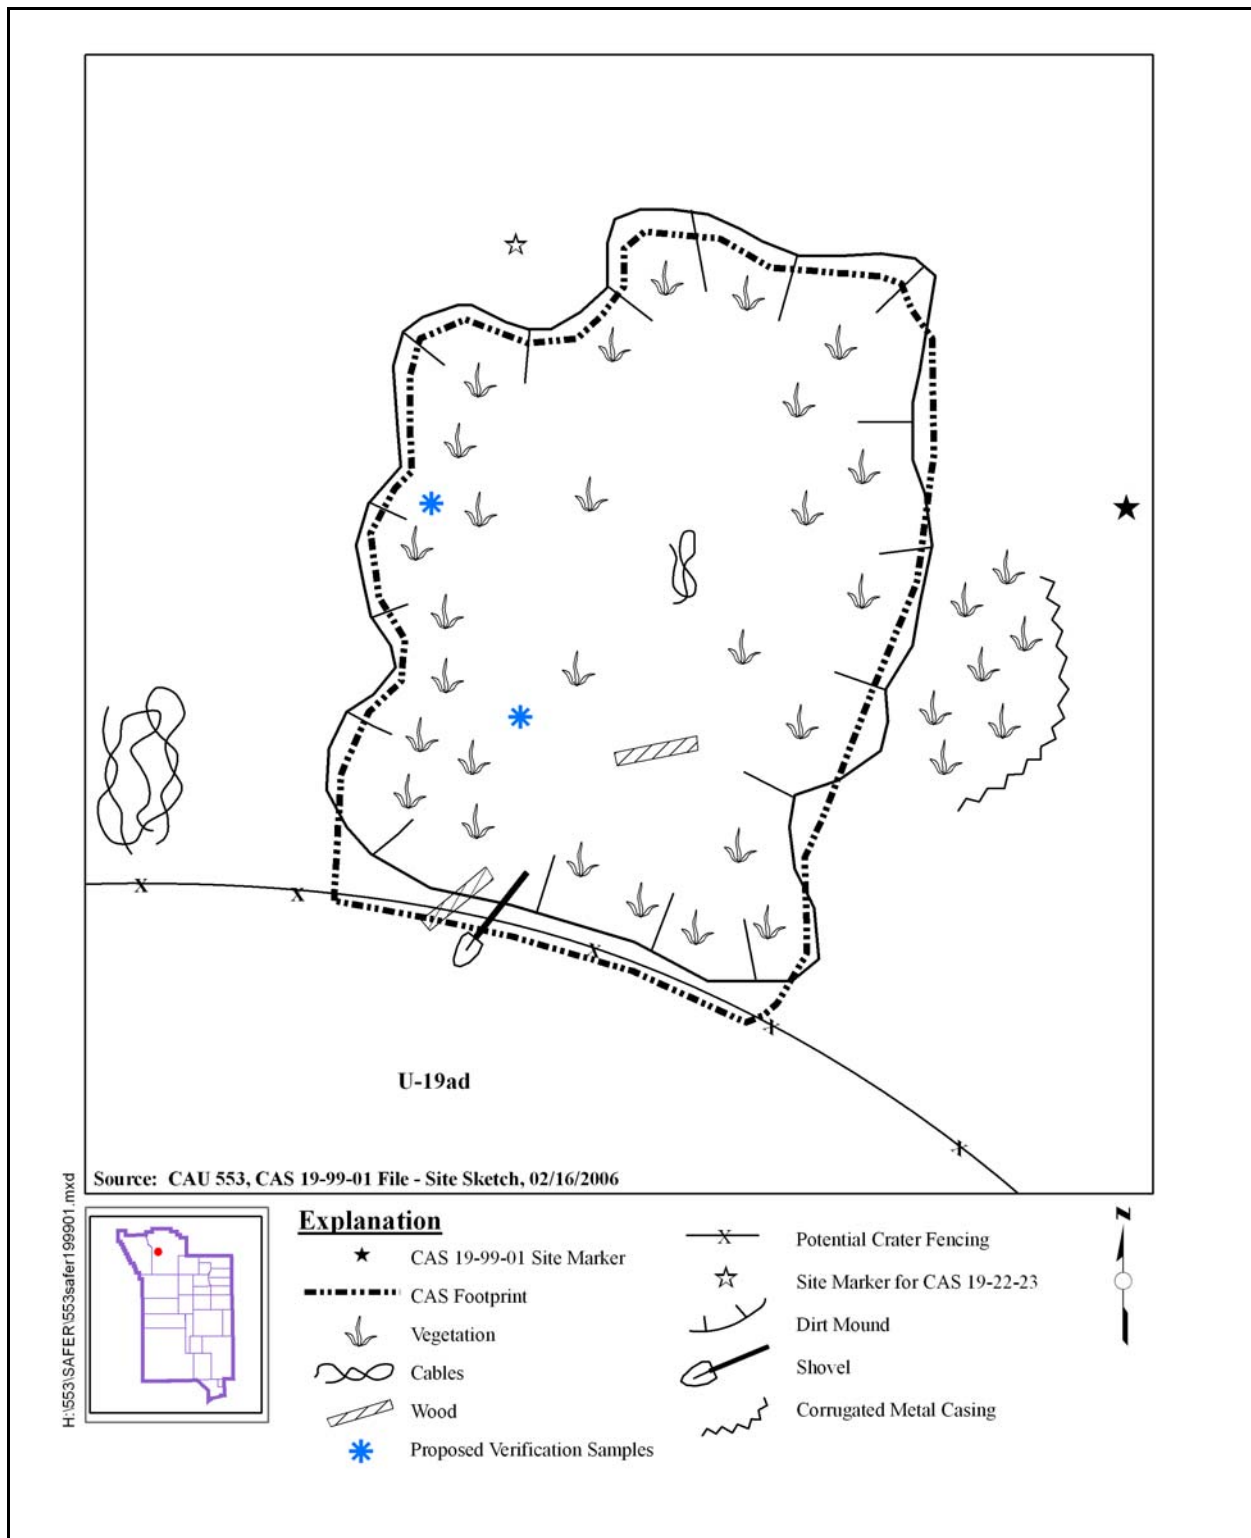 X
X
X
X
X
U-19ad
Source: CAU 553, CAS 19-99-01 File - Site Sketch, 02/16/2006
H:\553\SAFER\553safer199901.mxd
Explanation
CAS 19-99-01 Site Marker
CAS Footprint
Vegetation
Cables
Wood
Proposed Verification Samples
X
Potential Crater Fencing
Site Marker for CAS 19-22-23
Dirt Mound
Shovel
Corrugated Metal Casing
N